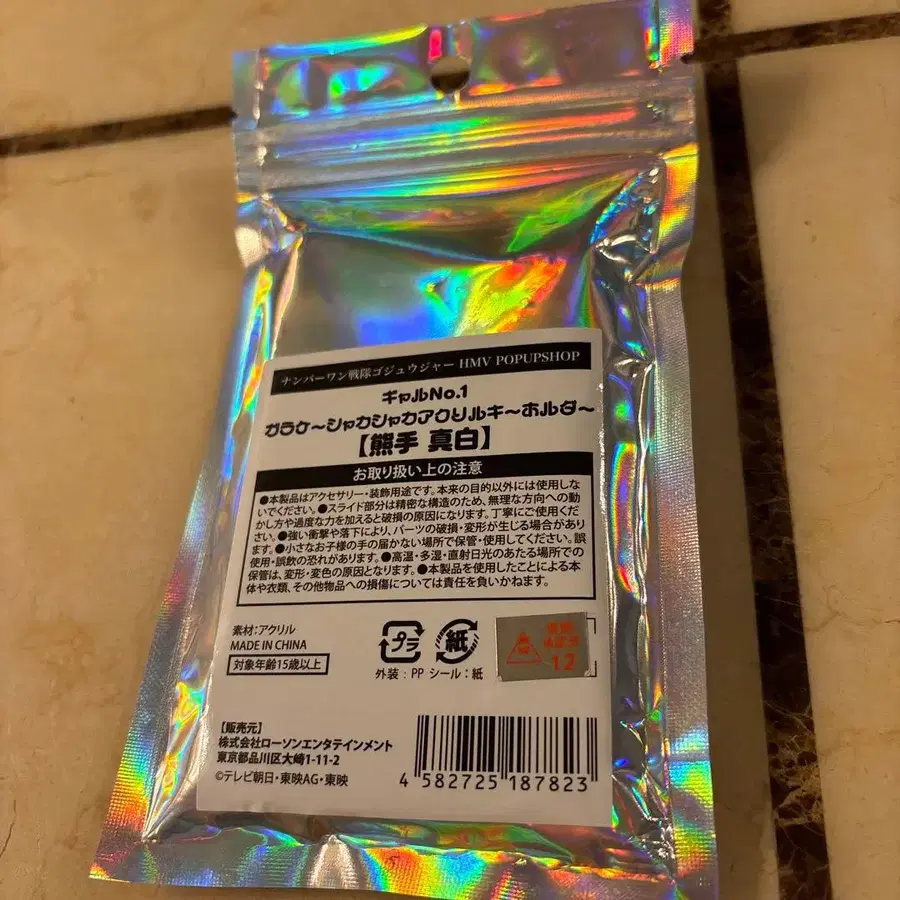 ナンバーワン戦隊ゴジュウジャー HMV POPUPSHOP
ギャルNo.1
ガラケ〜シャカシャカアクリルキ〜ホルダ〜
【熊手 真白】
お取り扱い上の注意
●本製品はアクセサリー・装飾用途です。本来の目的以外には使用しな
いでください。●スライド部分は精密な構造のため、無理な方向への動
かし方や過度な力を加えると破損の原因になります。丁寧にご使用くだ
さい。●強い衝撃や落下により、パーツの破損・変形が生じる場合があり
ます。●小さなお子様の手の届かない場所で保管・使用してください。誤
使用・誤飲の恐れがあります。●高温・多湿・直射日光のあたる場所での
保管は、変形・変色の原因となります。●本製品を使用したことによる本
体や衣類、その他物品への損傷については責任を負いかねます。
素材：アクリル
MADE IN CHINA
対象年齢15歳以上
プラ 紙
外装：PP シール：紙
12
【販売元】
株式会社ローソンエンタテインメント
東京都品川区大崎1-11-2
©テレビ朝日・東映AG・東映
4 582725 187823